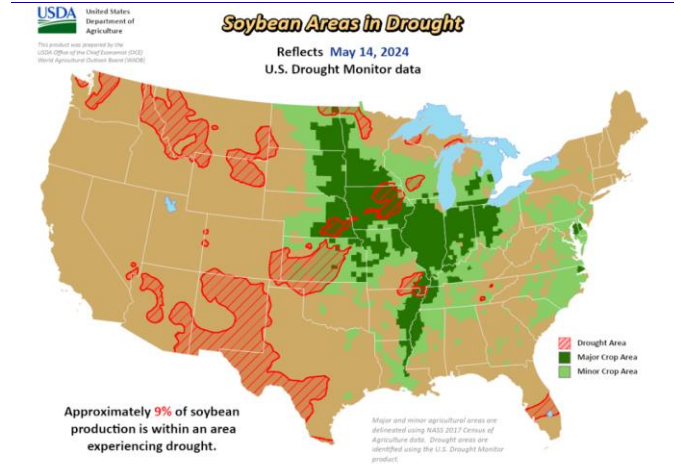 USDA
United States
Department of
Agriculture
This product was prepared by the
USDA Office of the Chief Economist (OCE)
World Agricultural Outlook Board (WAOB)
Soybean Areas in Drought
Reflects May 14, 2024
U.S. Drought Monitor data
Drought Area
Major Crop Area
Minor Crop Area
Approximately 9% of soybean
production is within an area
experiencing drought.
Major and minor agricultural areas are
delineated using NASS 2017 Census of
Agriculture data. Drought areas are
identified using the U.S. Drought Monitor
product.